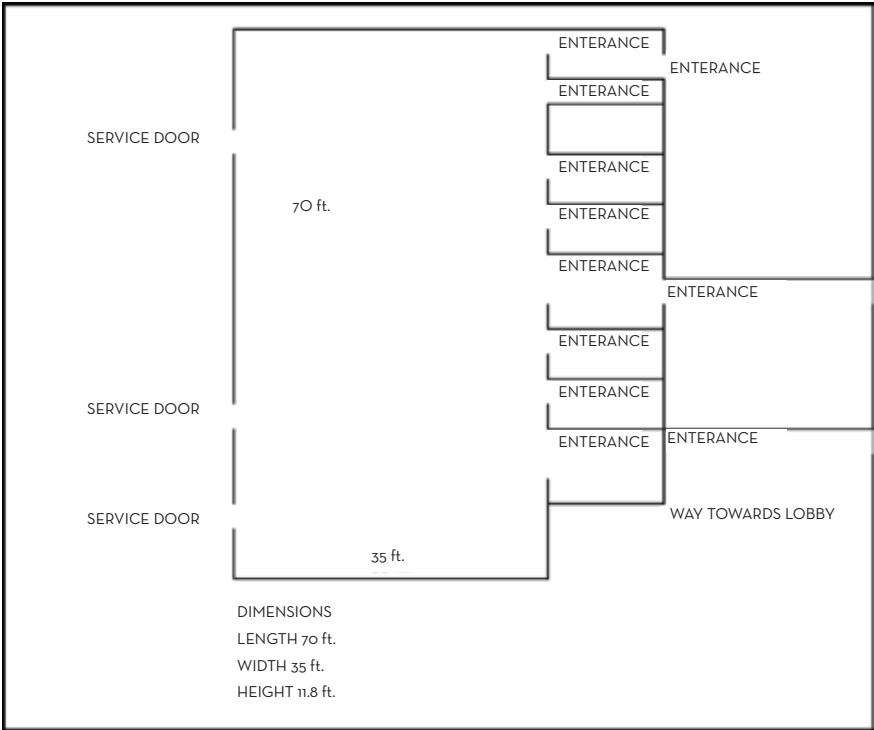 ENTERANCE
ENTERANCE
ENTERANCE
SERVICE DOOR
ENTERANCE
70 ft.
ENTERANCE
ENTERANCE
ENTERANCE
ENTERANCE
ENTERANCE
SERVICE DOOR
ENTERANCE
ENTERANCE
SERVICE DOOR
WAY TOWARDS LOBBY
35 ft.
DIMENSIONS
LENGTH 70 ft.
WIDTH 35 ft.
HEIGHT 11.8 ft.